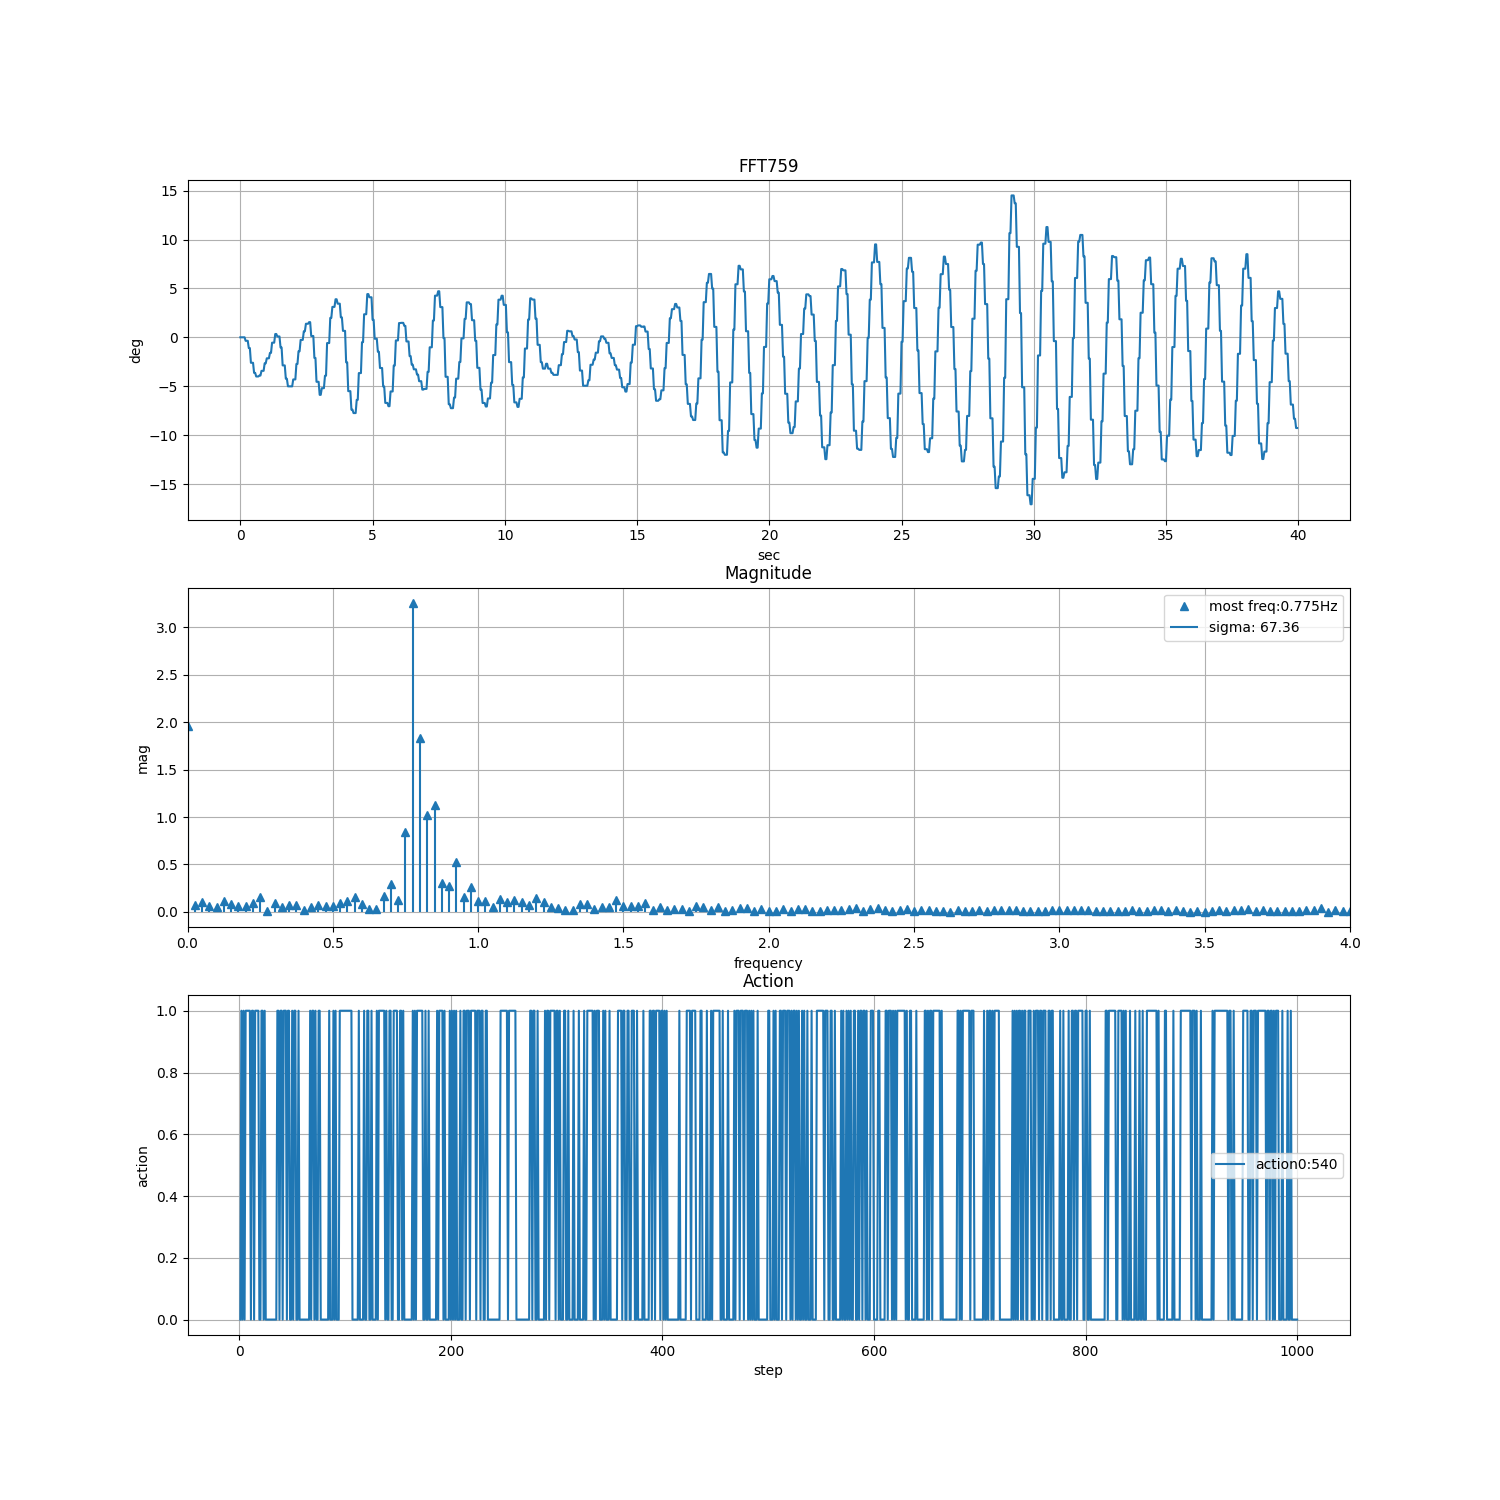 FFT759
15
10
5
0
−5
−10
−15
deg
0 5 10 15 20 25 30 35 40
sec
Magnitude
most freq:0.775Hz
sigma: 67.36
3.0
2.5
2.0
1.5
1.0
0.5
0.0
mag
0.0 0.5 1.0 1.5 2.0 2.5 3.0 3.5 4.0
frequency
Action
1.0
0.8
0.6
0.4
0.2
0.0
action
action0:540
0 200 400 600 800 1000
step